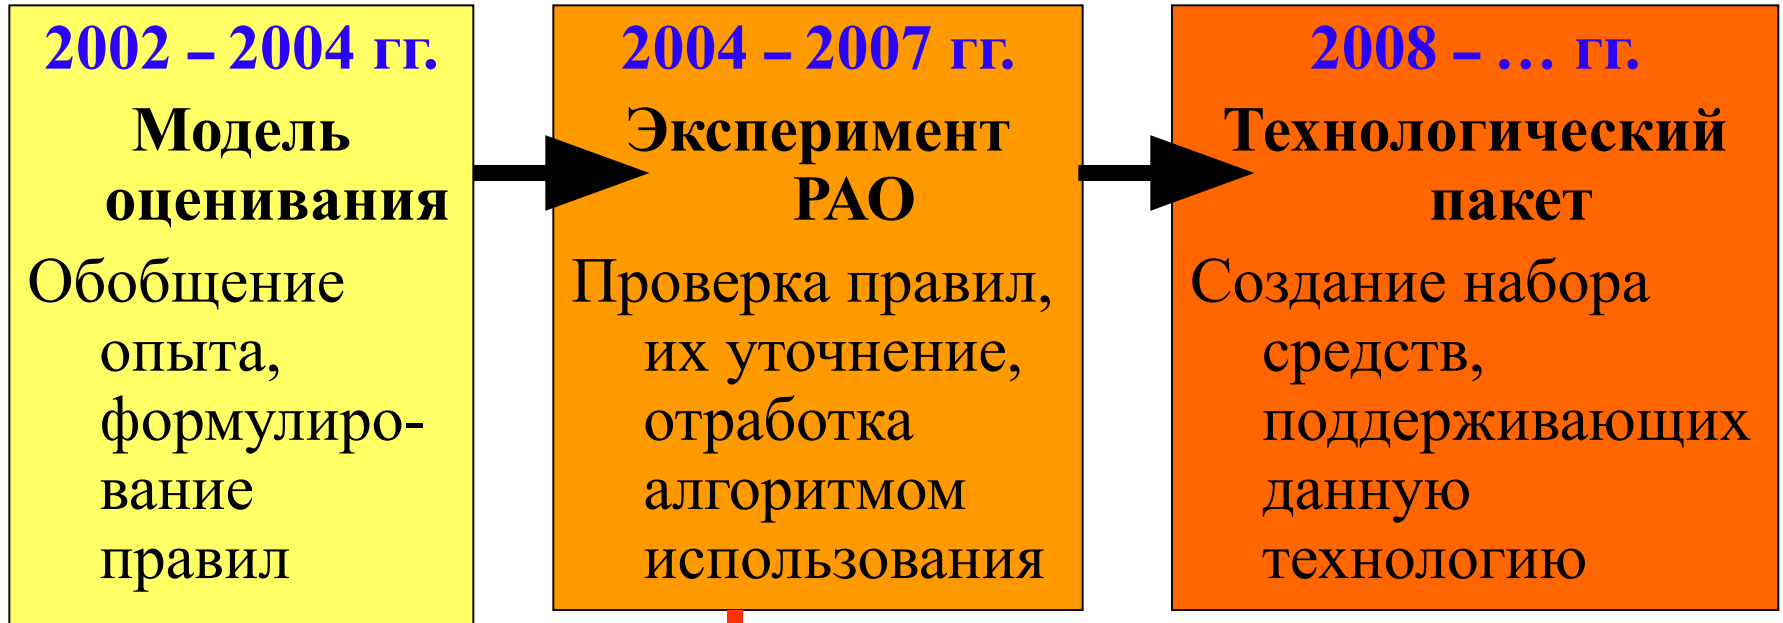 2002 – 2004 гг.
Модель
оценивания
Обобщение
опыта,
формулиро-
вание
правил
2004 – 2007 гг.
Эксперимент
РАО
Проверка правил,
их уточнение,
отработка
алгоритмом
использования
2008 – … гг.
Технологический
пакет
Создание набора
средств,
поддерживающих
данную
технологию